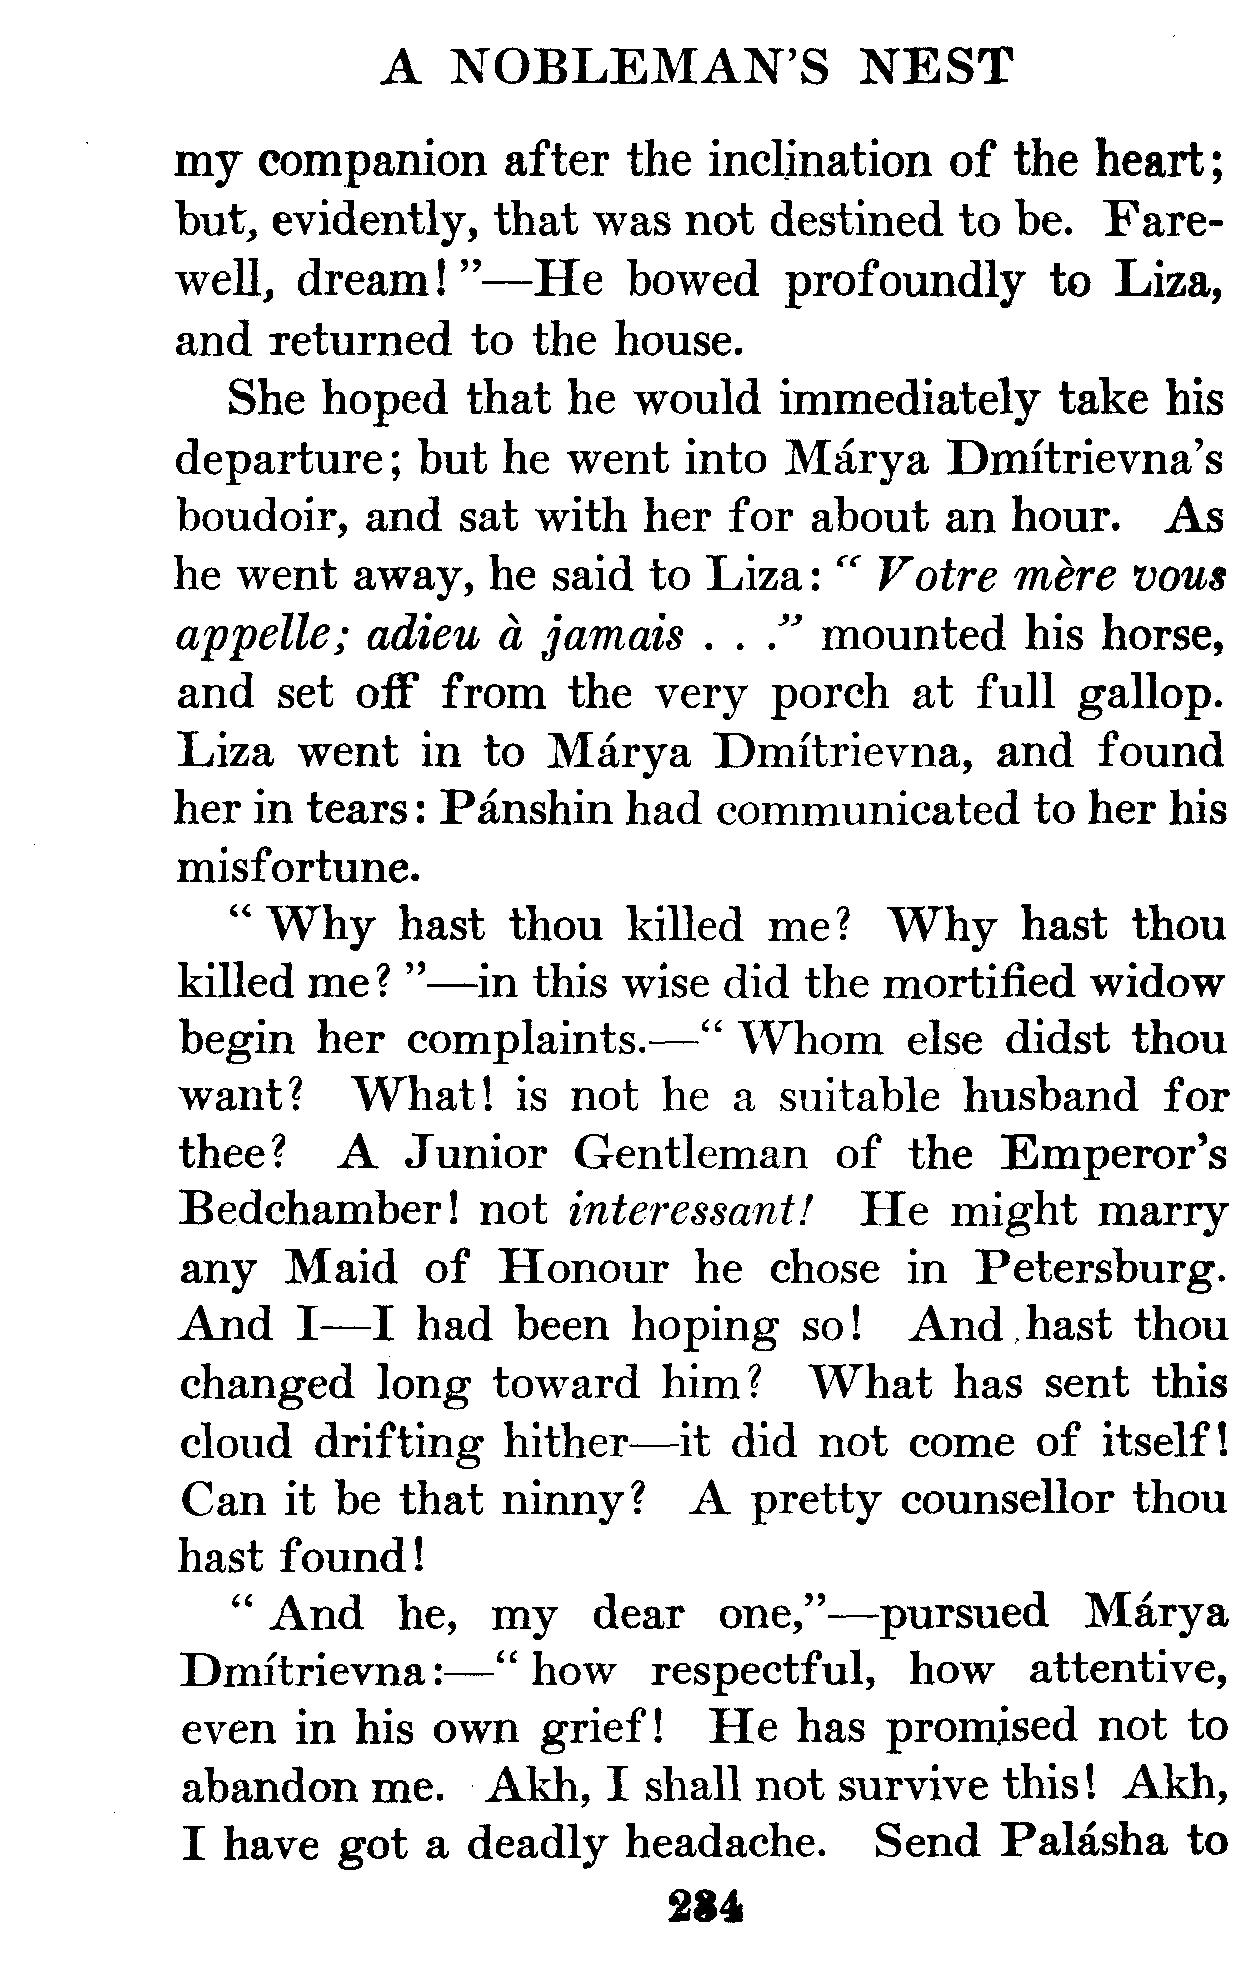 A NOBLEMAN'S NEST
my companion after the inclination of the heart;
but, evidently, that was not destined to be. Fare-
well, dream! "—He bowed profoundly to Liza,
and returned to the house.
She hoped that he would immediately take his
departure; but he went into Márya Dmítrievna's
boudoir, and sat with her for about an hour. As
he went away, he said to Liza: " Votre mère vous
appelle; adieu à jamais . . ." mounted his horse,
and set off from the very porch at full gallop.
Liza went in to Márya Dmítrievna, and found
her in tears: Pánshin had communicated to her his
misfortune.
" Why hast thou killed me? Why hast thou
killed me? "—in this wise did the mortified widow
begin her complaints.—" Whom else didst thou
want? What! is not he a suitable husband for
thee? A Junior Gentleman of the Emperor's
Bedchamber! not interessant! He might marry
any Maid of Honour he chose in Petersburg.
And I—I had been hoping so! And hast thou
changed long toward him? What has sent this
cloud drifting hither—it did not come of itself!
Can it be that ninny? A pretty counsellor thou
hast found!
" And he, my dear one,"—pursued Márya
Dmítrievna:—" how respectful, how attentive,
even in his own grief! He has promised not to
abandon me. Akh, I shall not survive this! Akh,
I have got a deadly headache. Send Palásha to
234